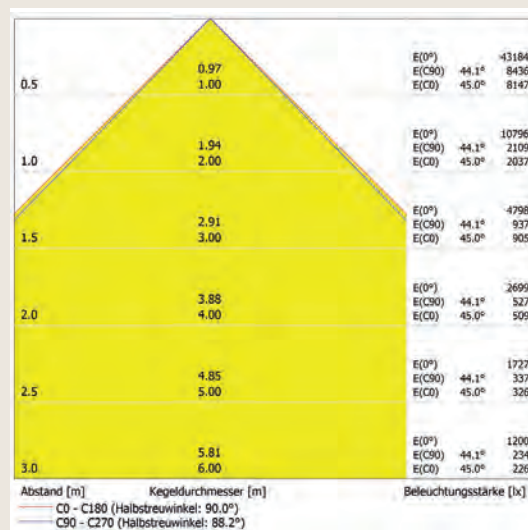 E(0°) 43184
0.97 E(C90) 44.1° 8436
0.5 1.00 E(C0) 45.0° 8147
E(0°) 10796
1.94 E(C90) 44.1° 2109
1.0 2.00 E(C0) 45.0° 2037
E(0°) 4798
2.91 E(C90) 44.1° 937
1.5 3.00 E(C0) 45.0° 905
E(0°) 2699
3.88 E(C90) 44.1° 527
2.0 4.00 E(C0) 45.0° 509
E(0°) 1727
4.85 E(C90) 44.1° 337
2.5 5.00 E(C0) 45.0° 326
E(0°) 1200
5.81 E(C90) 44.1° 234
3.0 6.00 E(C0) 45.0° 226
Abstand [m] Kegeldurchmesser [m] Beleuchtungsstärke [lx]
C0 - C180 (Halbstreuwinkel: 90.0°)
C90 - C270 (Halbstreuwinkel: 88.2°)